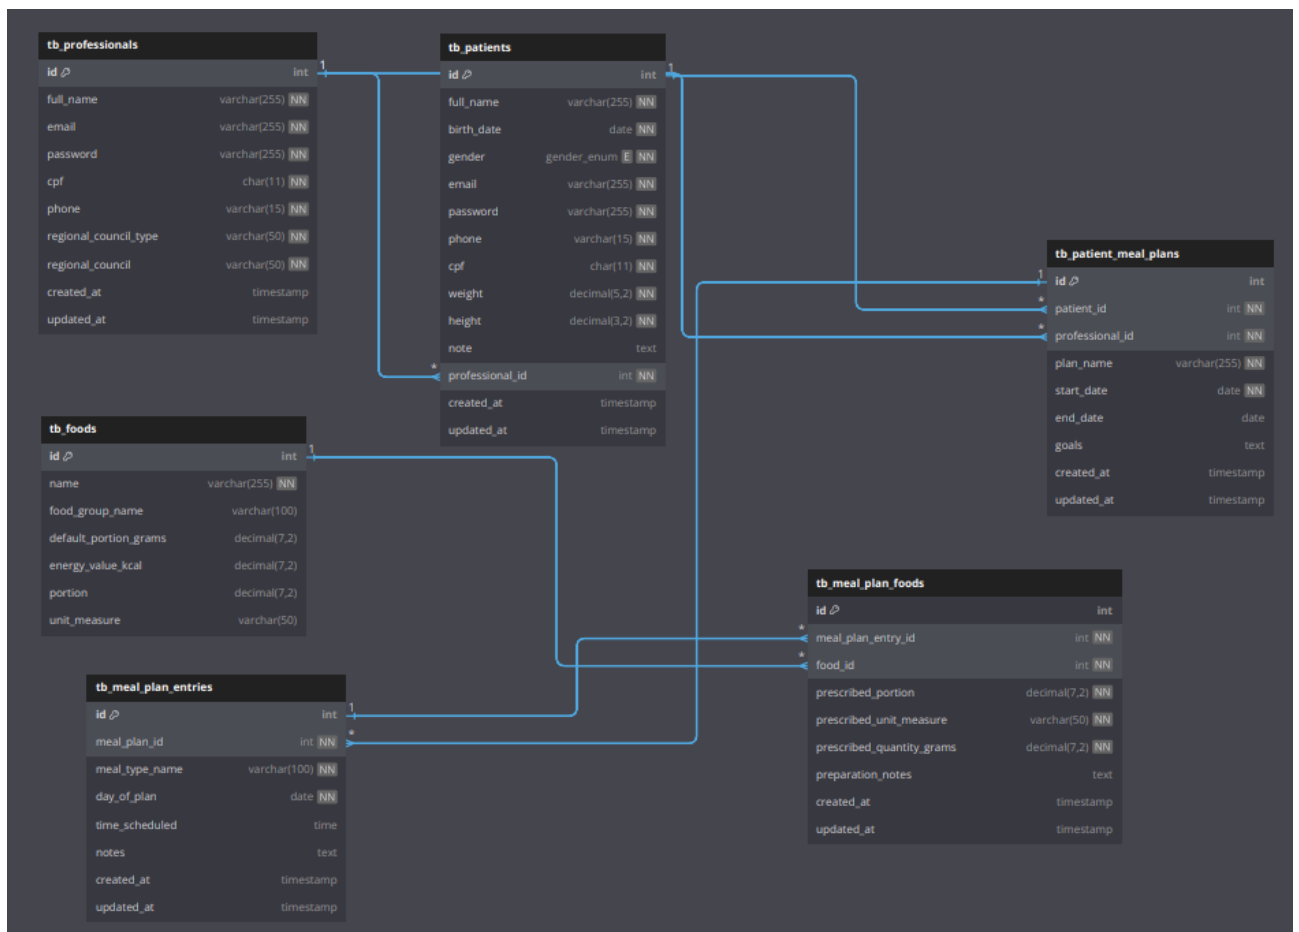 tb_professionals
id int 1
full_name varchar(255) NN
email varchar(255) NN
password varchar(255) NN
cpf char(11) NN
phone varchar(15) NN
regional_council_type varchar(50) NN
regional_council varchar(50) NN
created_at timestamp
updated_at timestamp
tb_patients
id int 1
full_name varchar(255) NN
birth_date date NN
gender gender_enum E NN
email varchar(255) NN
password varchar(255) NN
phone varchar(15) NN
cpf char(11) NN
weight decimal(5,2) NN
height decimal(3,2) NN
note text
* professional_id int NN
created_at timestamp
updated_at timestamp
tb_patient_meal_plans
1 id int
* patient_id int NN
* professional_id int NN
plan_name varchar(255) NN
start_date date NN
end_date date
goals text
created_at timestamp
updated_at timestamp
tb_foods
id int 1
name varchar(255) NN
food_group_name varchar(100)
default_portion_grams decimal(7,2)
energy_value_kcal decimal(7,2)
portion decimal(7,2)
unit_measure varchar(50)
tb_meal_plan_foods
id int
* meal_plan_entry_id int NN
* food_id int NN
prescribed_portion decimal(7,2) NN
prescribed_unit_measure varchar(50) NN
prescribed_quantity_grams decimal(7,2) NN
preparation_notes text
created_at timestamp
updated_at timestamp
tb_meal_plan_entries
id int 1
meal_plan_id int NN *
meal_type_name varchar(100) NN
day_of_plan date NN
time_scheduled time
notes text
created_at timestamp
updated_at timestamp